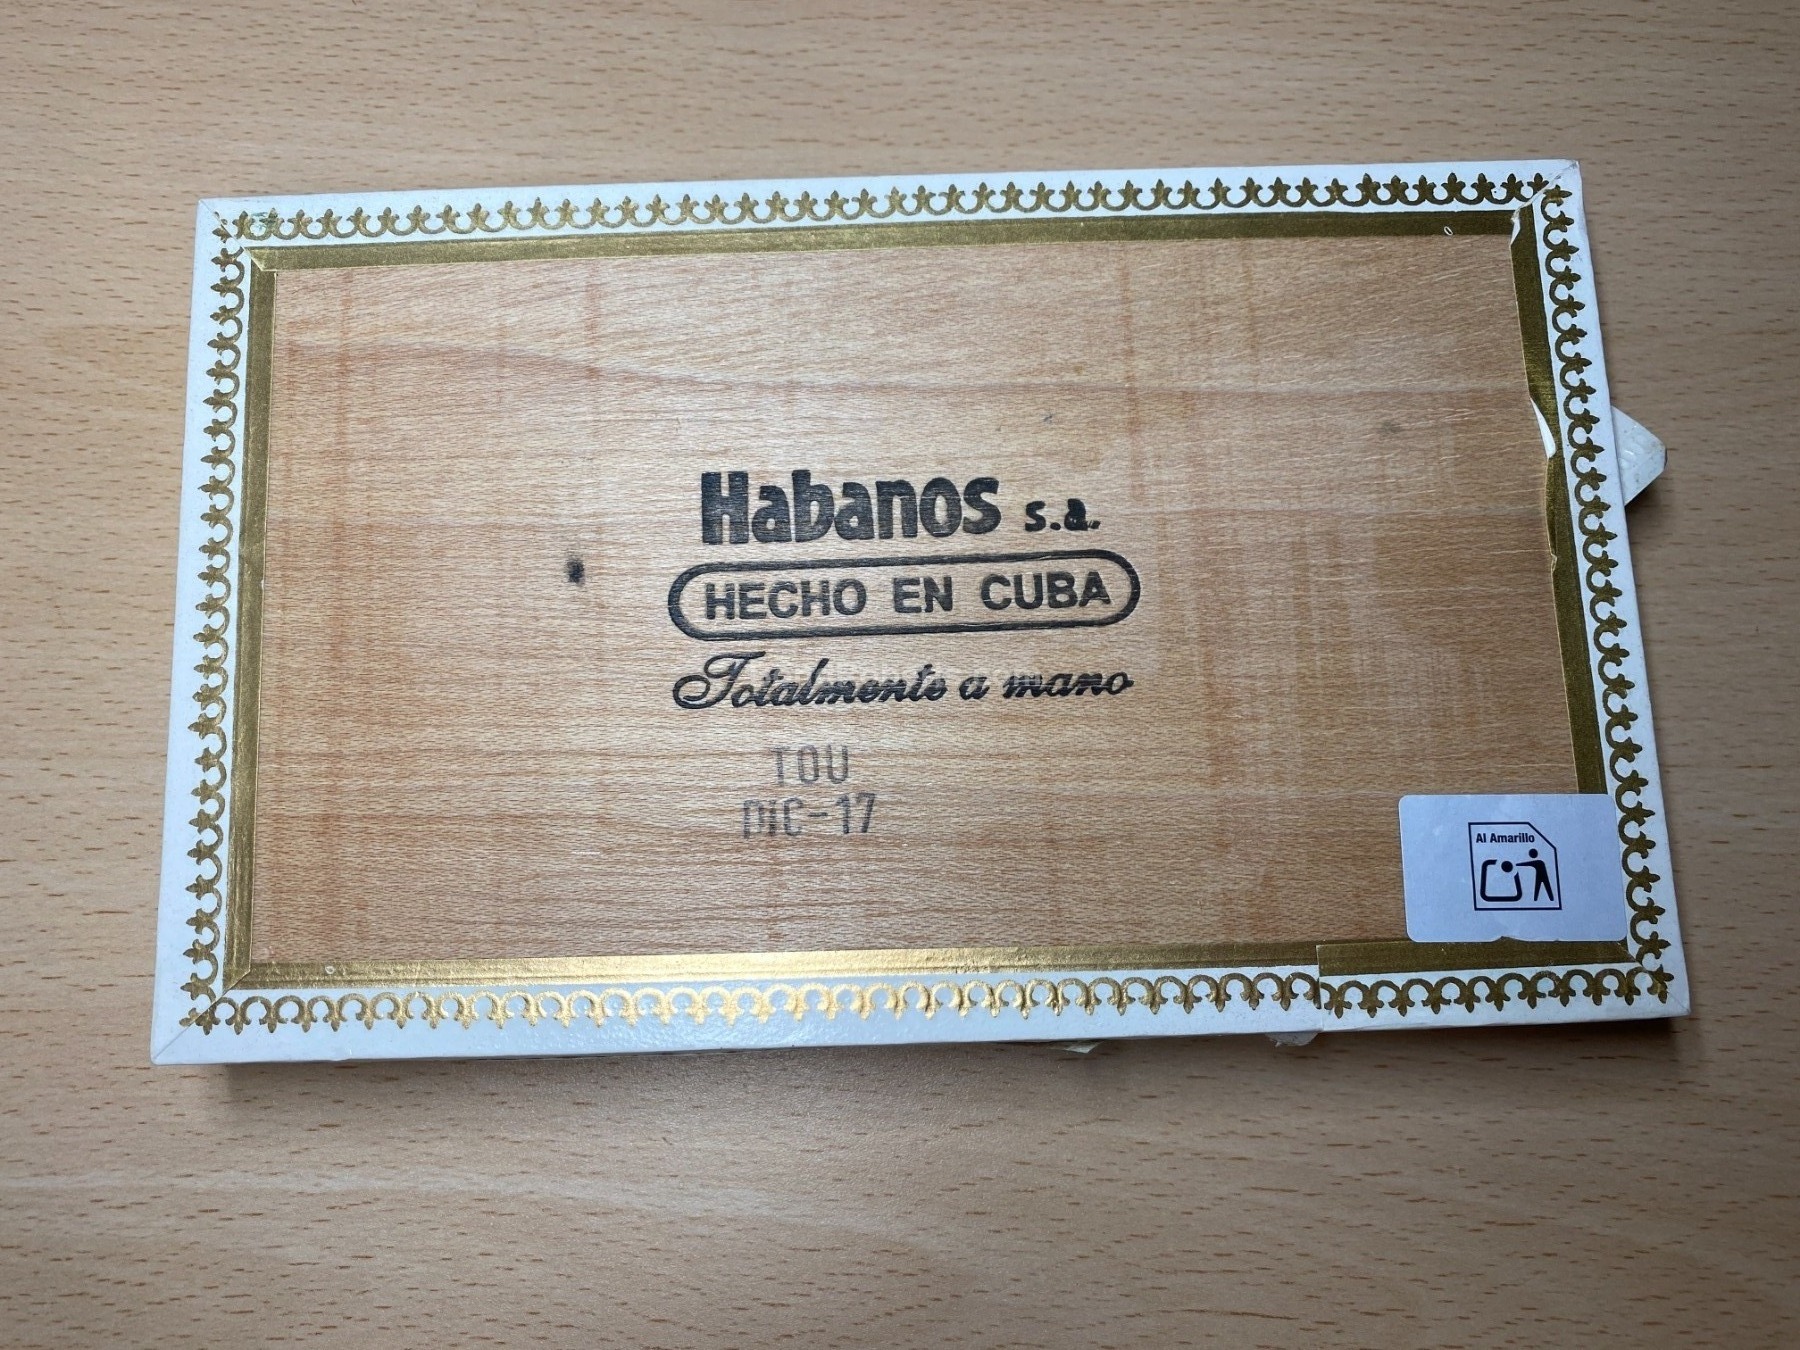 Habanos s.a.
HECHO EN CUBA
Totalmente a mano
TOU
DIC-17
Al Amarillo